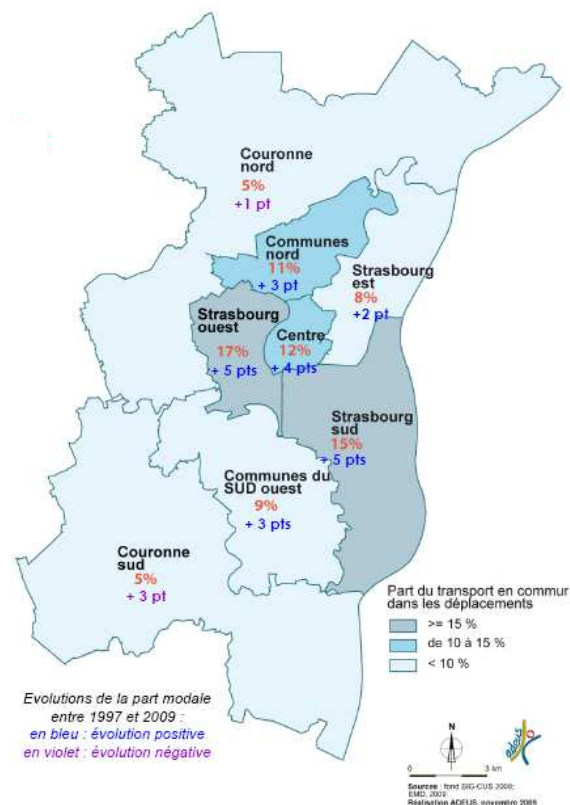 Couronne
nord
5%
+1 pt
Communes
nord
11%
+ 3 pt
Strasbourg
est
8%
+2 pt
Strasbourg
ouest
17%
+ 5 pts
Centre
12%
+ 4 pts
Strasbourg
sud
15%
+ 5 pts
Communes du
SUD ouest
9%
+ 3 pts
Couronne
sud
5%
+ 3 pt
Part du transport en commun
dans les déplacements
>= 15 %
de 10 à 15 %
< 10 %
Evolutions de la part modale
entre 1997 et 2009 :
en bleu : évolution positive
en violet : évolution négative
N
0 3 km
adeus
Sources : fond SIG-CUS 2008;
EMD, 2009
Réalisation ADEUS, novembre 2009